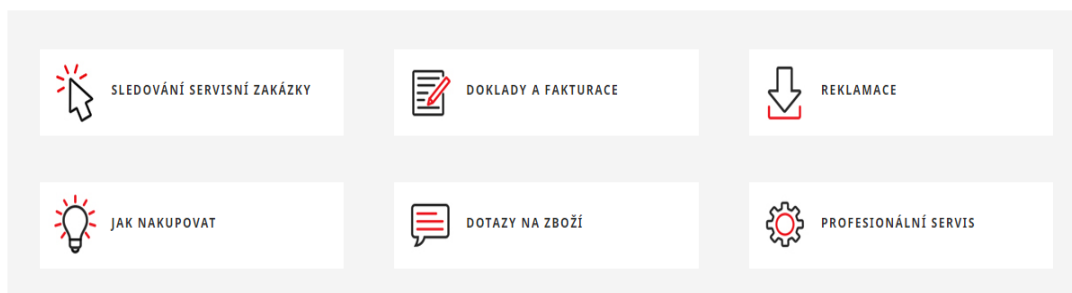 SLEDOVÁNÍ SERVISNÍ ZAKÁZKY
DOKLADY A FAKTURACE
REKLAMACE
JAK NAKUPOVAT
DOTAZY NA ZBOŽÍ
PROFESIONÁLNÍ SERVIS